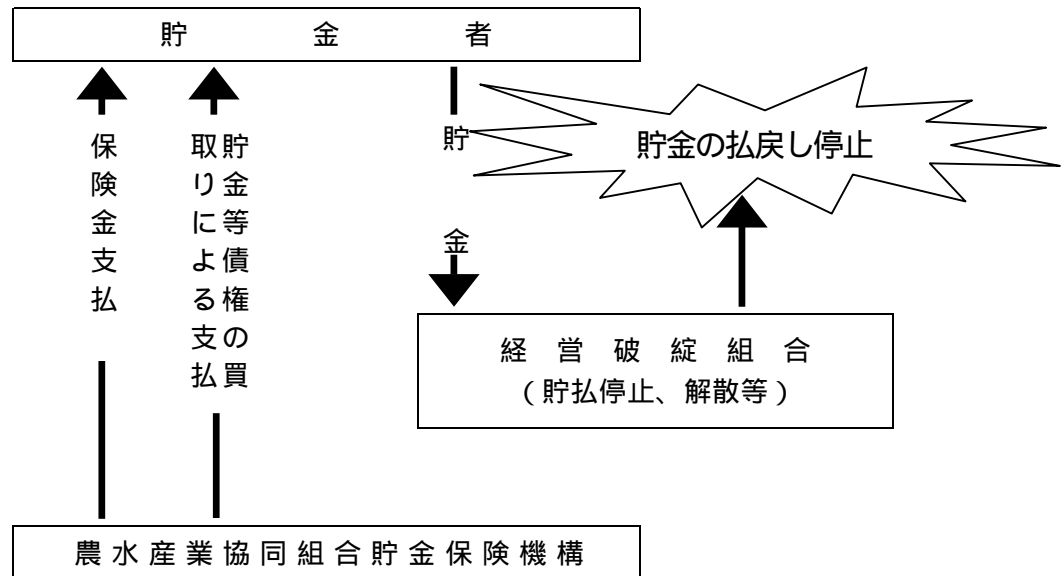 貯金者
保険金支払
貯金等債権の買
取りによる支払
貯金
貯金の払戻し停止
経営破綻組合
（貯払停止、解散等）
農水産業協同組合貯金保険機構